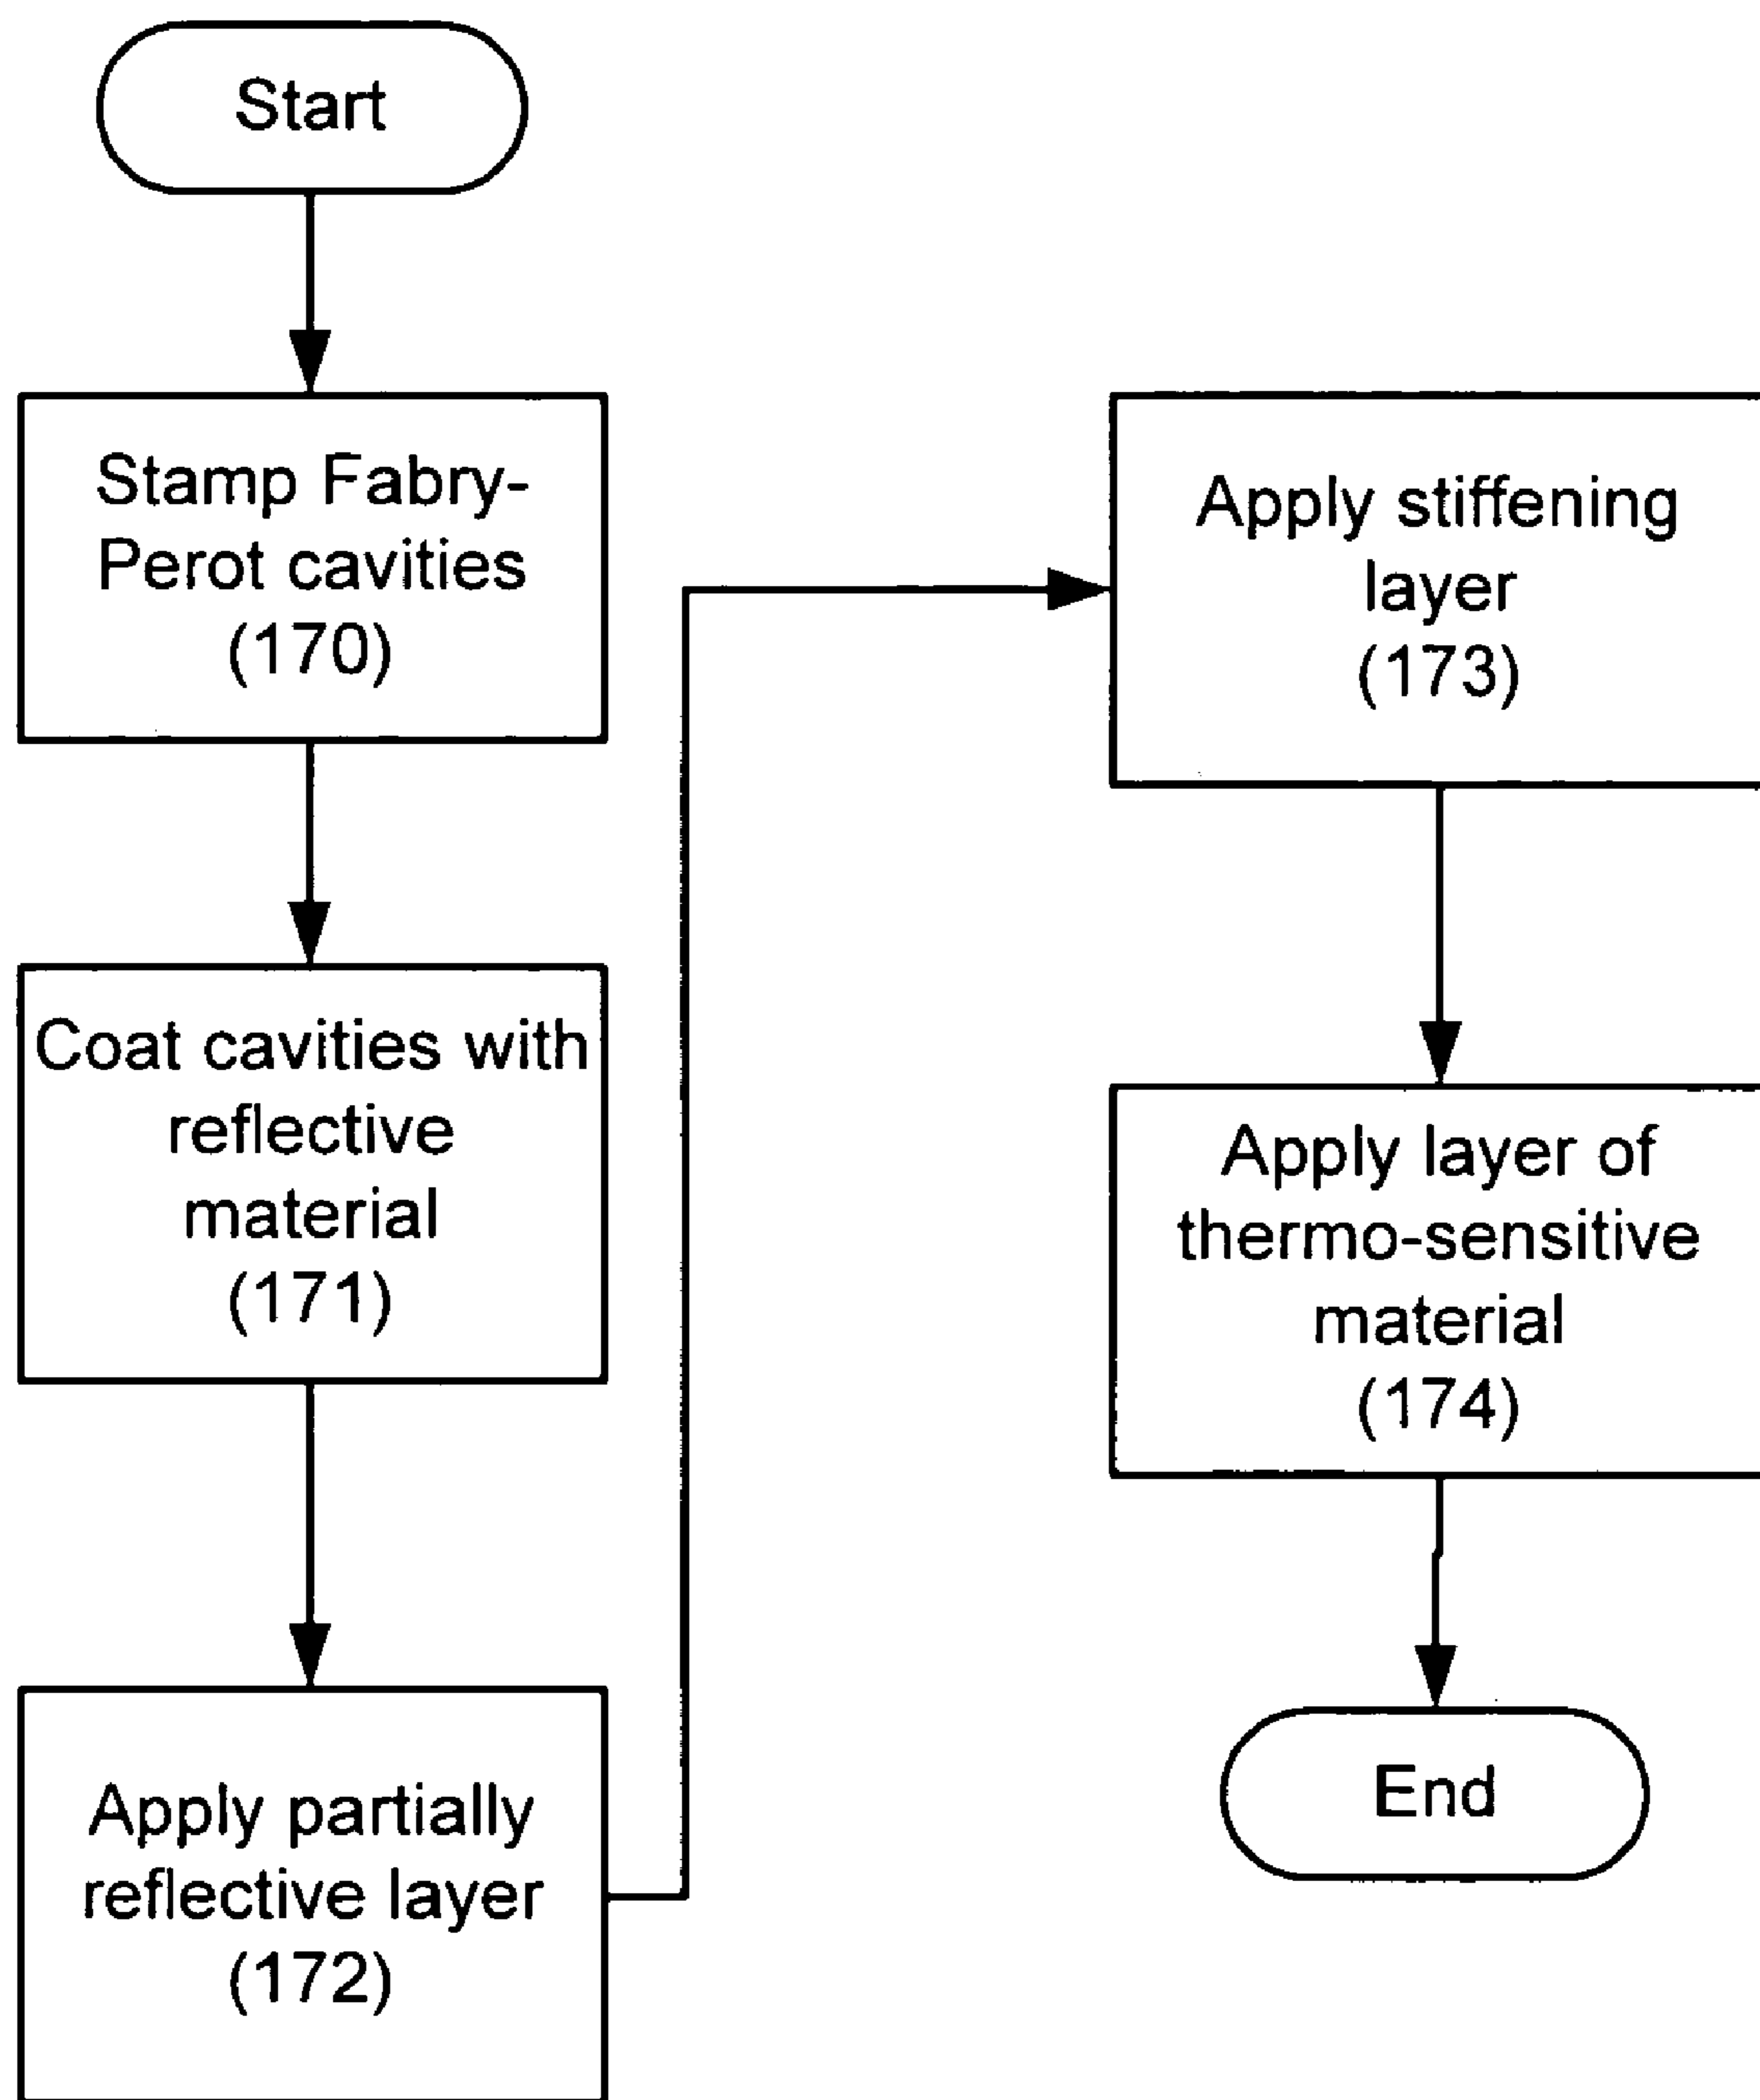 Start
Stamp Fabry-
Perot cavities
(170)
Coat cavities with
reflective
material
(171)
Apply partially
reflective layer
(172)
Apply stiffening
layer
(173)
Apply layer of
thermo-sensitive
material
(174)
End